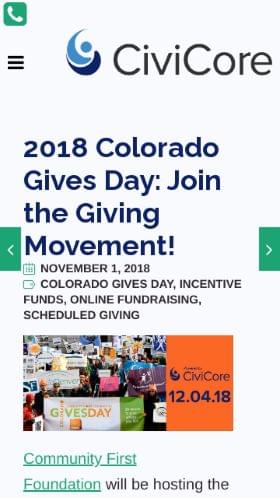 CiviCore
2018 Colorado
Gives Day: Join
the Giving
Movement!
NOVEMBER 1, 2018
COLORADO GIVES DAY, INCENTIVE
FUNDS, ONLINE FUNDRAISING,
SCHEDULED GIVING
CiviCore
12.04.18
GIVESDAY
Community First
Foundation will be hosting the